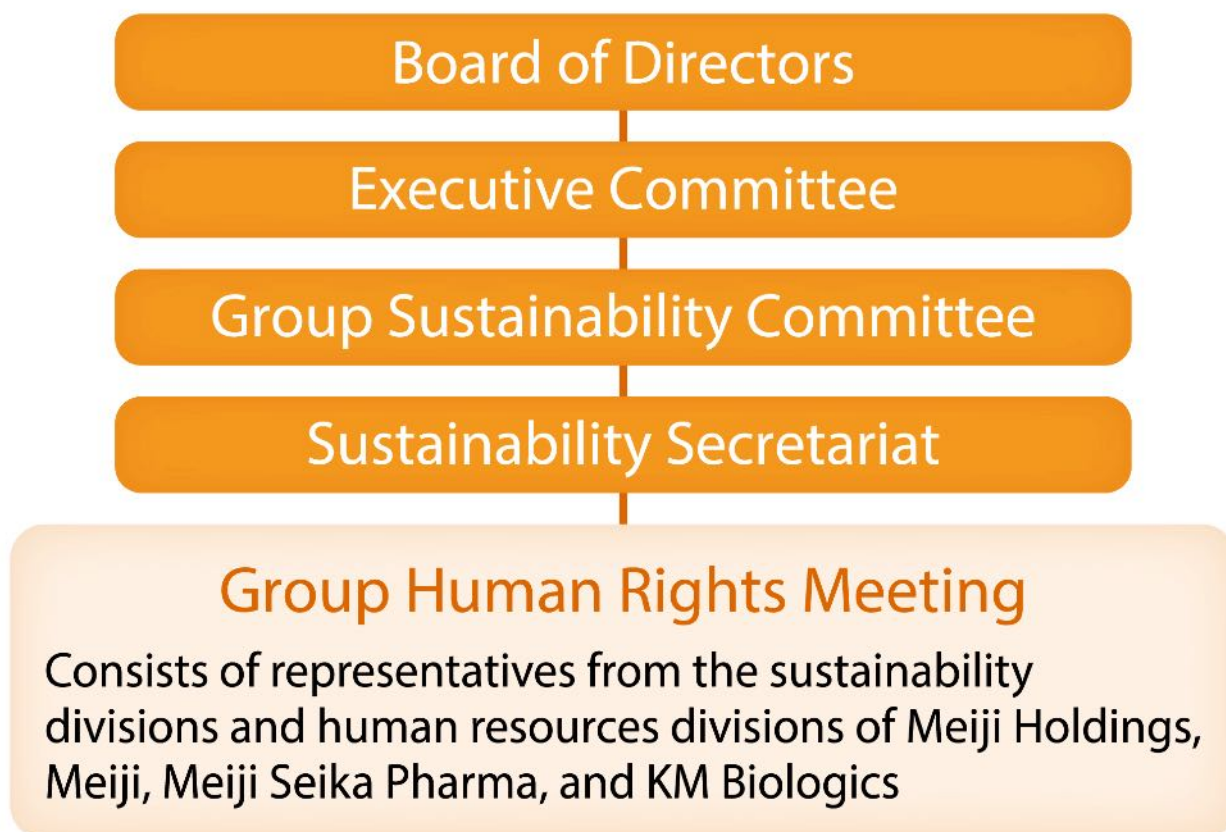 Board of Directors
Executive Committee
Group Sustainability Committee
Sustainability Secretariat
Group Human Rights Meeting
Consists of representatives from the sustainability
divisions and human resources divisions of Meiji Holdings,
Meiji, Meiji Seika Pharma, and KM Biologics